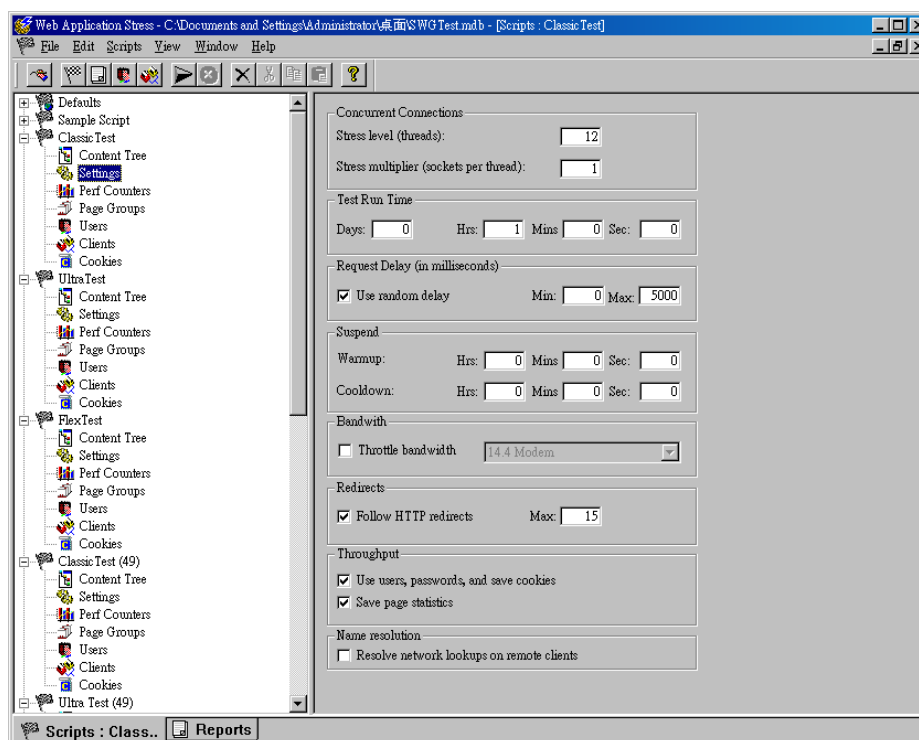 Web Application Stress - C:\Documents and Settings\Administrator\桌面\SWGTest.mdb - [Scripts : ClassicTest]
File Edit Scripts View Window Help
Defaults
Sample Script
ClassicTest
Content Tree
Settings
Perf Counters
Page Groups
Users
Clients
Cookies
UltraTest
Content Tree
Settings
Perf Counters
Page Groups
Users
Clients
Cookies
FlexTest
Content Tree
Settings
Perf Counters
Page Groups
Users
Clients
Cookies
ClassicTest (49)
Content Tree
Settings
Perf Counters
Page Groups
Users
Clients
Cookies
Ultra Test (49)
Concurrent Connections
Stress level (threads): 12
Stress multiplier (sockets per thread): 1
Test Run Time
Days: 0 Hrs: 1 Mins 0 Sec: 0
Request Delay (in milliseconds)
Use random delay Min: 0 Max: 5000
Suspend
Warmup: Hrs: 0 Mins 0 Sec: 0
Cooldown: Hrs: 0 Mins 0 Sec: 0
Bandwith
Throttle bandwidth 14.4 Modem
Redirects
Follow HTTP redirects Max: 15
Throughput
Use users, passwords, and save cookies
Save page statistics
Name resolution
Resolve network lookups on remote clients
Scripts : Class.. Reports